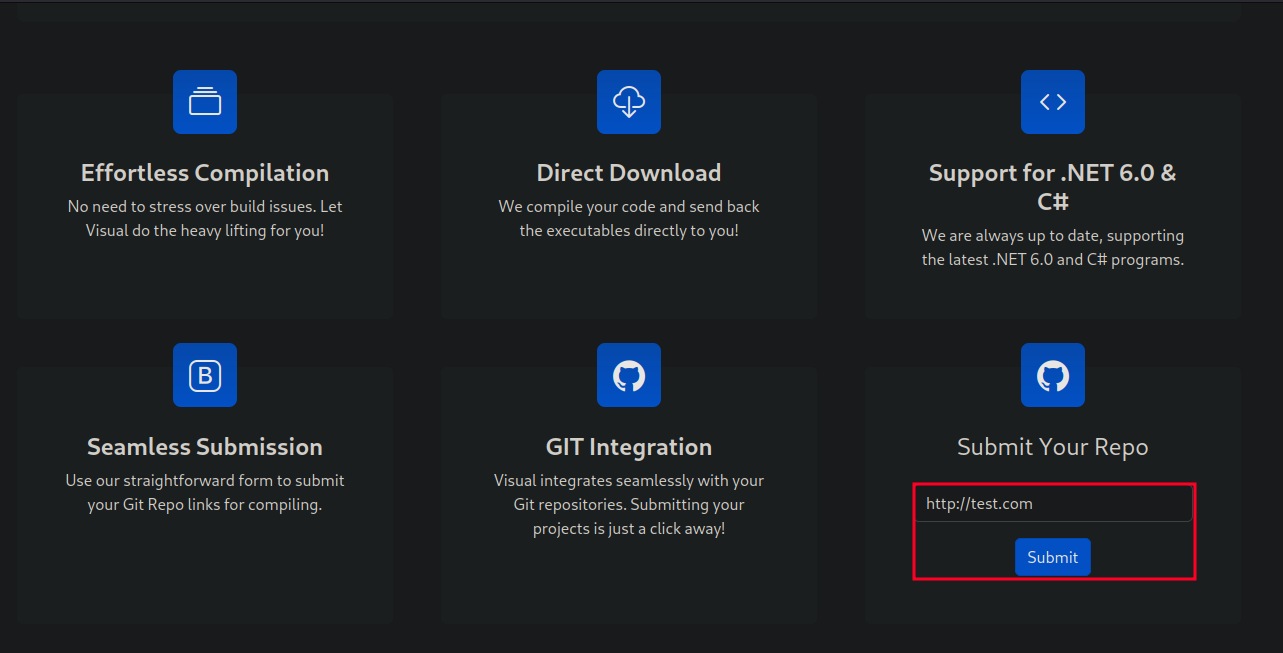 Effortless Compilation
No need to stress over build issues. Let
Visual do the heavy lifting for you!
Direct Download
We compile your code and send back
the executables directly to you!
Support for .NET 6.0 &
C#
We are always up to date, supporting
the latest .NET 6.0 and C# programs.
B
Seamless Submission
Use our straightforward form to submit
your Git Repo links for compiling.
GIT Integration
Visual integrates seamlessly with your
Git repositories. Submitting your
projects is just a click away!
Submit Your Repo
http://test.com
Submit